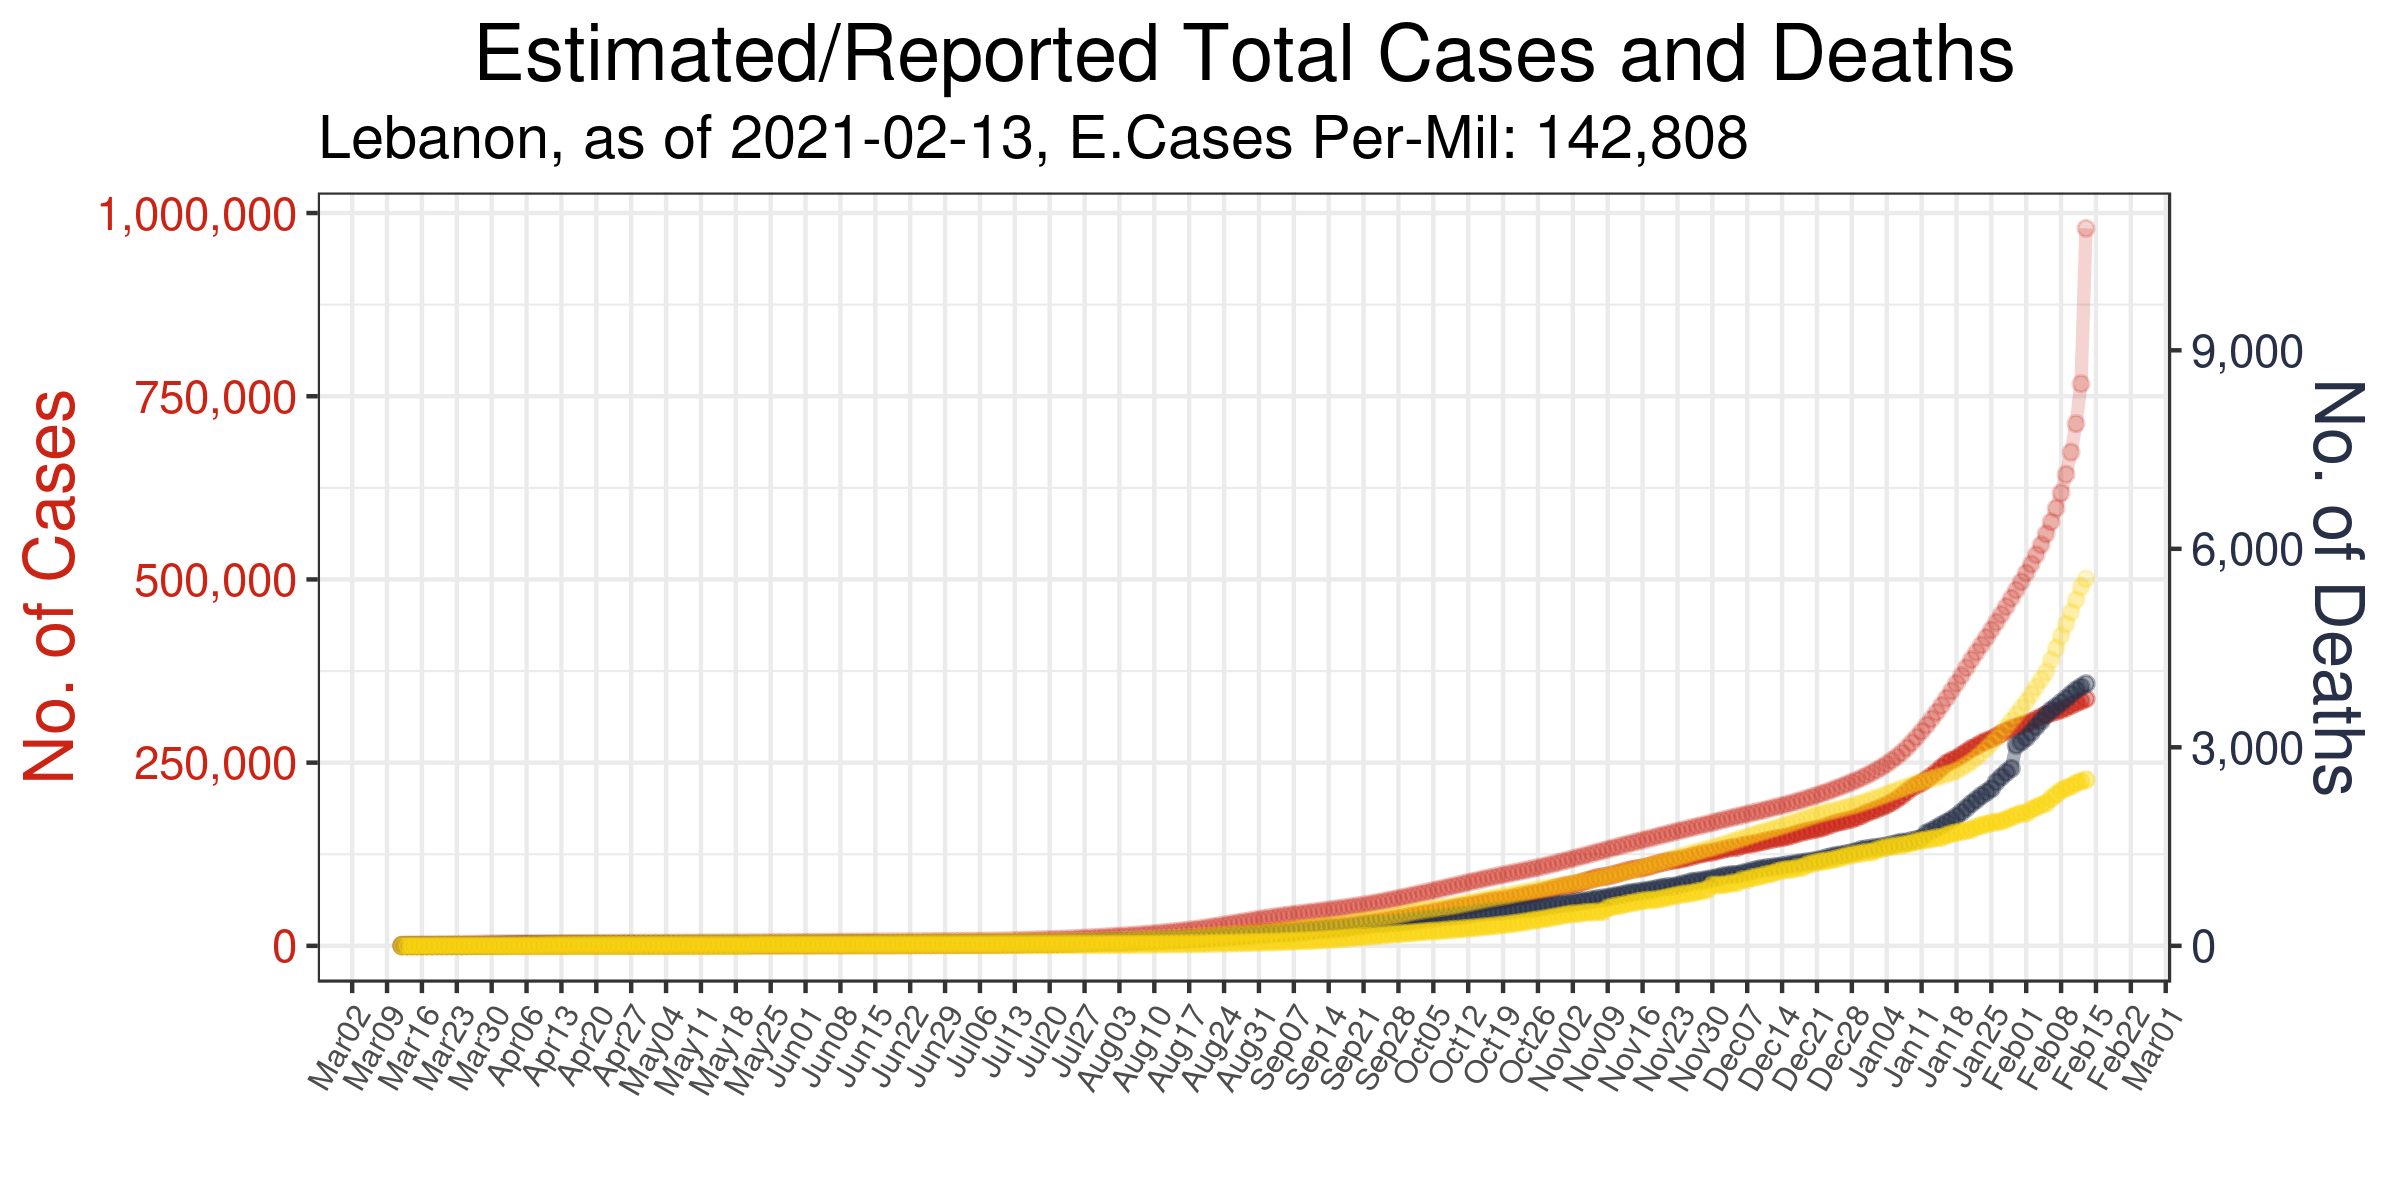 Estimated/Reported Total Cases and Deaths
Lebanon, as of 2021-02-13, E.Cases Per-Mil: 142,808
No. of Cases
1,000,000
750,000
500,000
250,000
0
9,000
6,000
3,000
0
No. of Deaths
Mar02
Mar09
Mar16
Mar23
Mar30
Apr06
Apr13
Apr20
Apr27
May04
May11
May18
May25
Jun01
Jun08
Jun15
Jun22
Jun29
Jul06
Jul13
Jul20
Jul27
Aug03
Aug10
Aug17
Aug24
Aug31
Sep07
Sep14
Sep21
Sep28
Oct05
Oct12
Oct19
Oct26
Nov02
Nov09
Nov16
Nov23
Nov30
Dec07
Dec14
Dec21
Dec28
Jan04
Jan11
Jan18
Jan25
Feb01
Feb08
Feb15
Feb22
Mar01